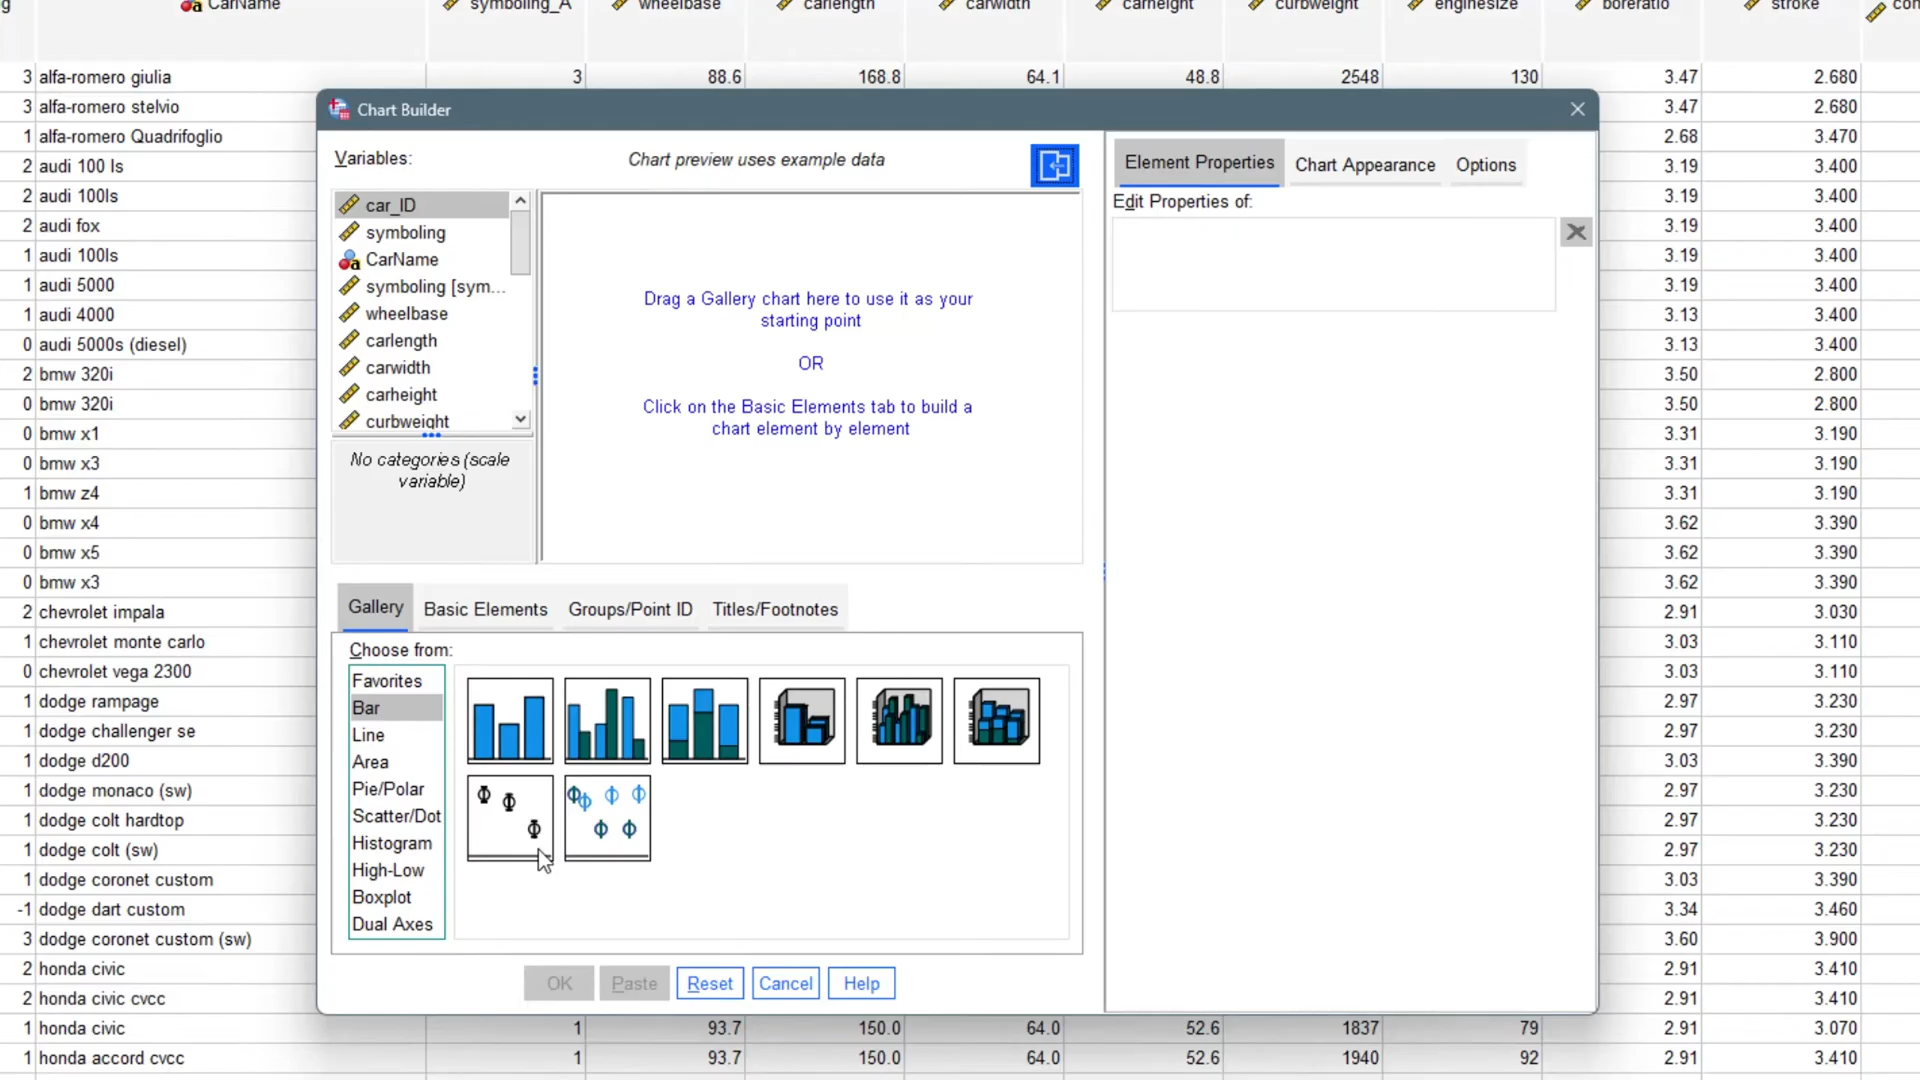 g CarName symboling_A wheelbase carlength carwidth carheight curbweight enginesize boreratio stroke
3 alfa-romero giulia 3 88.6 168.8 64.1 48.8 2548 130 3.47 2.680
3 alfa-romero stelvio 3.47 2.680
1 alfa-romero Quadrifoglio 2.68 3.470
2 audi 100 ls 3.19 3.400
2 audi 100ls 3.19 3.400
2 audi fox 3.19 3.400
1 audi 100ls 3.19 3.400
1 audi 5000 3.19 3.400
1 audi 4000 3.13 3.400
0 audi 5000s (diesel) 3.13 3.400
2 bmw 320i 3.50 2.800
0 bmw 320i 3.50 2.800
0 bmw x1 3.31 3.190
0 bmw x3 3.31 3.190
1 bmw z4 3.31 3.190
0 bmw x4 3.62 3.390
0 bmw x5 3.62 3.390
0 bmw x3 3.62 3.390
2 chevrolet impala 2.91 3.030
1 chevrolet monte carlo 3.03 3.110
0 chevrolet vega 2300 3.03 3.110
1 dodge rampage 2.97 3.230
1 dodge challenger se 2.97 3.230
1 dodge d200 3.03 3.390
1 dodge monaco (sw) 2.97 3.230
1 dodge colt hardtop 2.97 3.230
1 dodge colt (sw) 2.97 3.230
1 dodge coronet custom 3.03 3.390
-1 dodge dart custom 3.34 3.460
3 dodge coronet custom (sw) 3.60 3.900
2 honda civic 2.91 3.410
2 honda civic cvcc 2.91 3.410
1 honda civic 1 93.7 150.0 64.0 52.6 1837 79 2.91 3.070
1 honda accord cvcc 1 93.7 150.0 64.0 52.6 1940 92 2.91 3.410
Chart Builder
Variables:
Chart preview uses example data
car_ID
symboling
CarName
symboling [sym...
wheelbase
carlength
carwidth
carheight
curbweight
No categories (scale
variable)
Drag a Gallery chart here to use it as your
starting point
OR
Click on the Basic Elements tab to build a
chart element by element
Gallery Basic Elements Groups/Point ID Titles/Footnotes
Choose from:
Favorites
Bar
Line
Area
Pie/Polar
Scatter/Dot
Histogram
High-Low
Boxplot
Dual Axes
OK Paste Reset Cancel Help
Element Properties Chart Appearance Options
Edit Properties of: